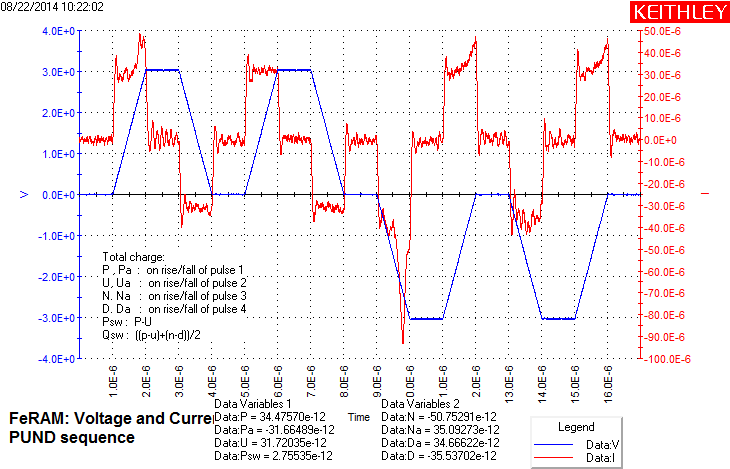 08/22/2014 10:22:02
KEITHLEY
4.0E+0
3.0E+0
2.0E+0
1.0E+0
0.0E+0
-1.0E+0
-2.0E+0
-3.0E+0
-4.0E+0
V
50.0E-6
40.0E-6
30.0E-6
20.0E-6
10.0E-6
0.0E+0
-10.0E-6
-20.0E-6
-30.0E-6
-40.0E-6
-50.0E-6
-60.0E-6
-70.0E-6
-80.0E-6
-90.0E-6
-100.0E-6
I
Total charge:
P , Pa : on rise/fall of pulse 1
U, Ua : on rise/fall of pulse 2
N. Na : on rise/fall of pulse 3
D. Da : on rise/fall of pulse 4
Psw : P-U
Qsw : ((p-u)+(n-d))/2
1.0E-6
2.0E-6
3.0E-6
4.0E-6
5.0E-6
6.0E-6
7.0E-6
8.0E-6
9.0E-6
0.0E-6
11.0E-6
2.0E-6
13.0E-6
14.0E-6
15.0E-6
16.0E-6
Time
FeRAM: Voltage and Curre
PUND sequence
Data Variables 1
Data:P = 34.47570e-12
Data:Pa = -31.66489e-12
Data:U = 31.72035e-12
Data:Psw = 2.75535e-12
Data Variables 2
Data:N = -50.75291e-12
Data:Na = 35.09273e-12
Data:Da = 34.66622e-12
Data:D = -35.53702e-12
Legend
Data:V
Data:I